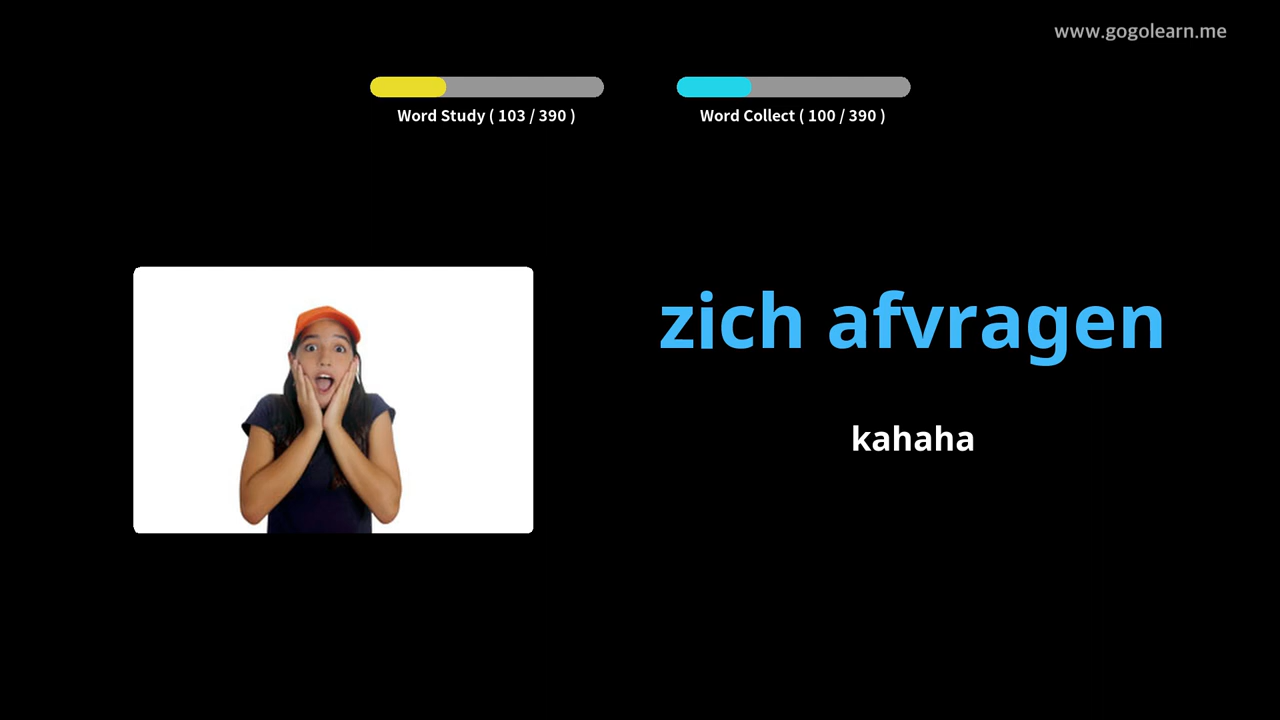 www.gogolearn.me
Word Study ( 103 / 390 )
Word Collect ( 100 / 390 )
zich afvragen
kahaha